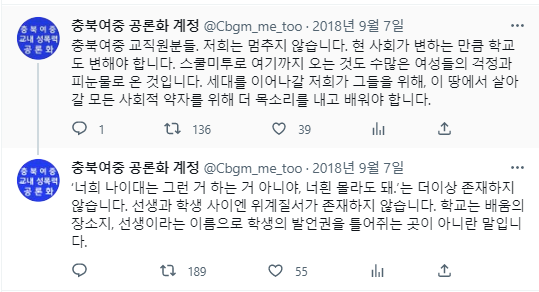 충북여중
교내성폭력
공론화
충북여중 공론화 계정 @Cbgm_me_too · 2018년 9월 7일
충북여중 교직원분들. 저희는 멈추지 않습니다. 현 사회가 변하는 만큼 학교
도 변해야 합니다. 스쿨미투로 여기까지 오는 것도 수많은 여성들의 걱정과
피눈물로 온 것입니다. 세대를 이어나갈 저희가 그들을 위해, 이 땅에서 살아
갈 모든 사회적 약자를 위해 더 목소리를 내고 배워야 합니다.
1 136 39
충북여중
교내성폭력
공론화
충북여중 공론화 계정 @Cbgm_me_too · 2018년 9월 7일
'너희 나이대는 그런 거 하는 거 아니야, 너흰 몰라도 돼.'는 더이상 존재하지
않습니다. 선생과 학생 사이엔 위계질서가 존재하지 않습니다. 학교는 배움의
장소지, 선생이라는 이름으로 학생의 발언권을 틀어쥐는 곳이 아니란 말입니
다.
189 55